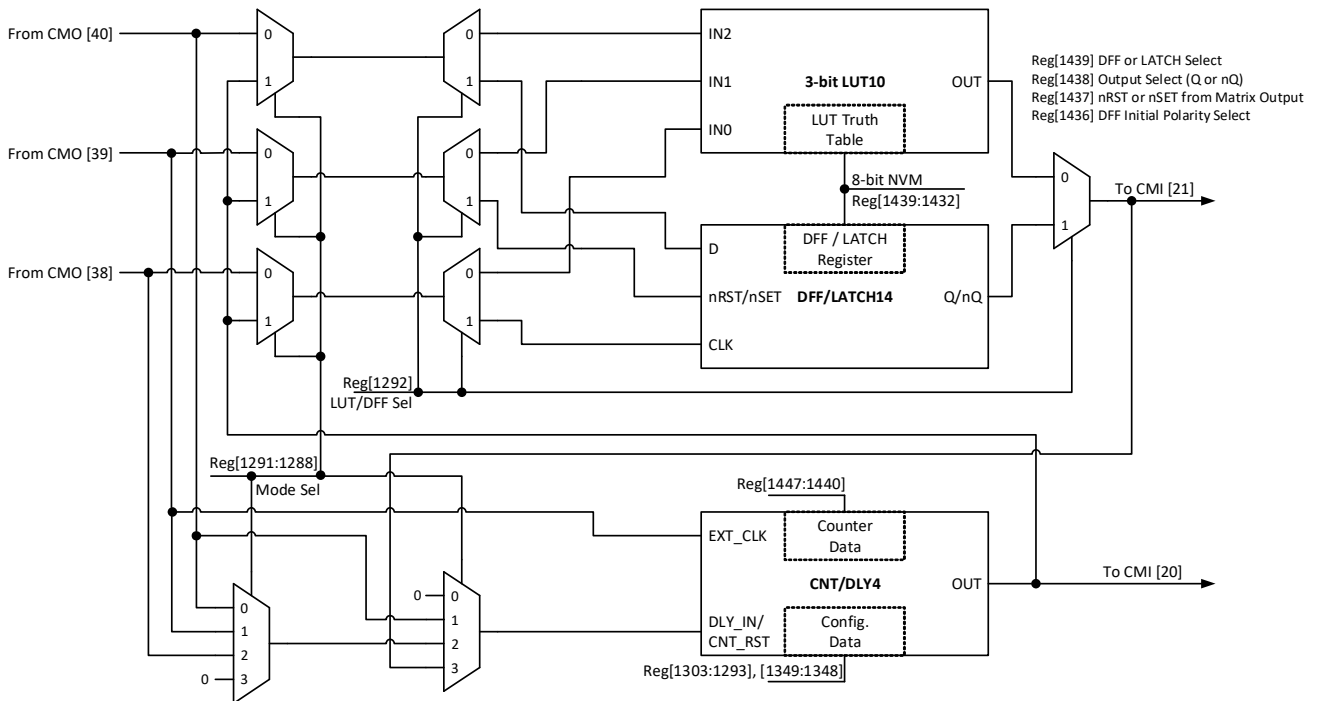 From CMO [40]
0
1
0
1
IN2
IN1
IN0
3-bit LUT10
LUT Truth
Table
OUT
Reg[1439] DFF or LATCH Select
Reg[1438] Output Select (Q or nQ)
Reg[1437] nRST or nSET from Matrix Output
Reg[1436] DFF Initial Polarity Select
From CMO [39]
0
1
0
1
8-bit NVM
Reg[1439:1432]
0
1
To CMI [21]
From CMO [38]
0
1
0
1
D
nRST/nSET
CLK
DFF / LATCH
Register
DFF/LATCH14
Q/nQ
Reg[1292]
LUT/DFF Sel
Reg[1291:1288]
Mode Sel
Reg[1447:1440]
EXT_CLK
Counter
Data
CNT/DLY4
OUT
To CMI [20]
DLY_IN/
CNT_RST
Config.
Data
Reg[1303:1293], [1349:1348]
0
1
2
0
3
0
0
1
2
3